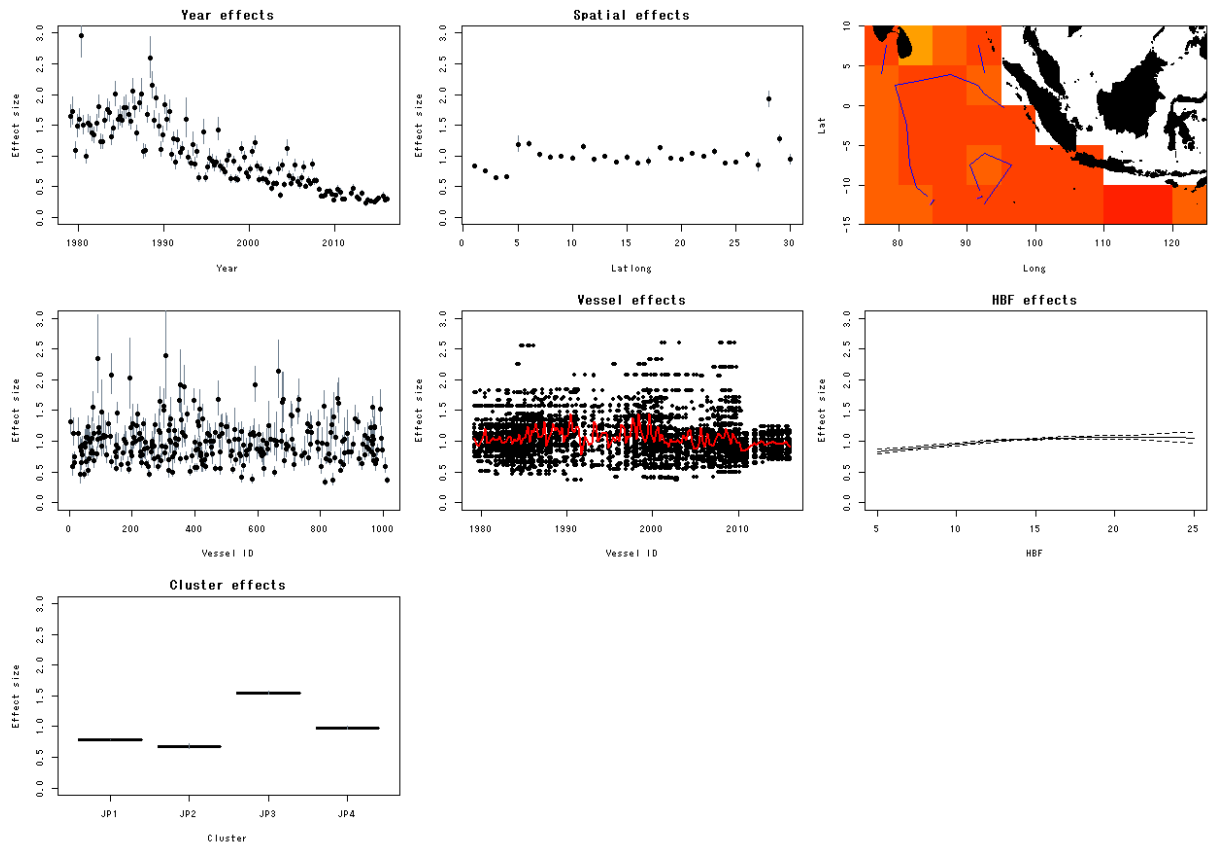 Year effects
Effect size
0.0 0.5 1.0 1.5 2.0 2.5 3.0
1980 1990 2000 2010
Year
Spatial effects
Effect size
0.0 0.5 1.0 1.5 2.0 2.5 3.0
0 5 10 15 20 25 30
Latlong
Lat
-15 -10 -5 0 5 10
80 90 100 110 120
Long
Effect size
0.0 0.5 1.0 1.5 2.0 2.5 3.0
0 200 400 600 800 1000
Vessel ID
Vessel effects
Effect size
0.0 0.5 1.0 1.5 2.0 2.5 3.0
1980 1990 2000 2010
Vessel ID
HBF effects
Effect size
0.0 0.5 1.0 1.5 2.0 2.5 3.0
5 10 15 20 25
HBF
Cluster effects
Effect size
0.0 0.5 1.0 1.5 2.0 2.5 3.0
JP1 JP2 JP3 JP4
Cluster